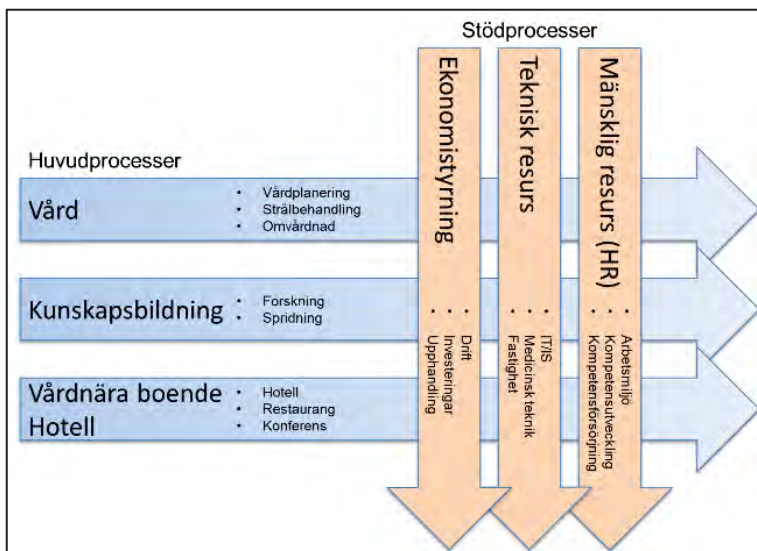 Stödprocesser
Ekonomistyrning
Teknisk resurs
Mänsklig resurs (HR)
Huvudprocesser
Vård
• Vårdplanering
• Strålbehandling
• Omvårdnad
Kunskapsbildning
• Forskning
• Spridning
Vårdnära boende
Hotell
• Hotell
• Restaurang
• Konferens
• Drift
• Investeringar
• Upphandling
• IT/IS
• Medicinsk teknik
• Fastighet
• Arbetsmiljö
• Kompetensutveckling
• Kompetensförsörjning